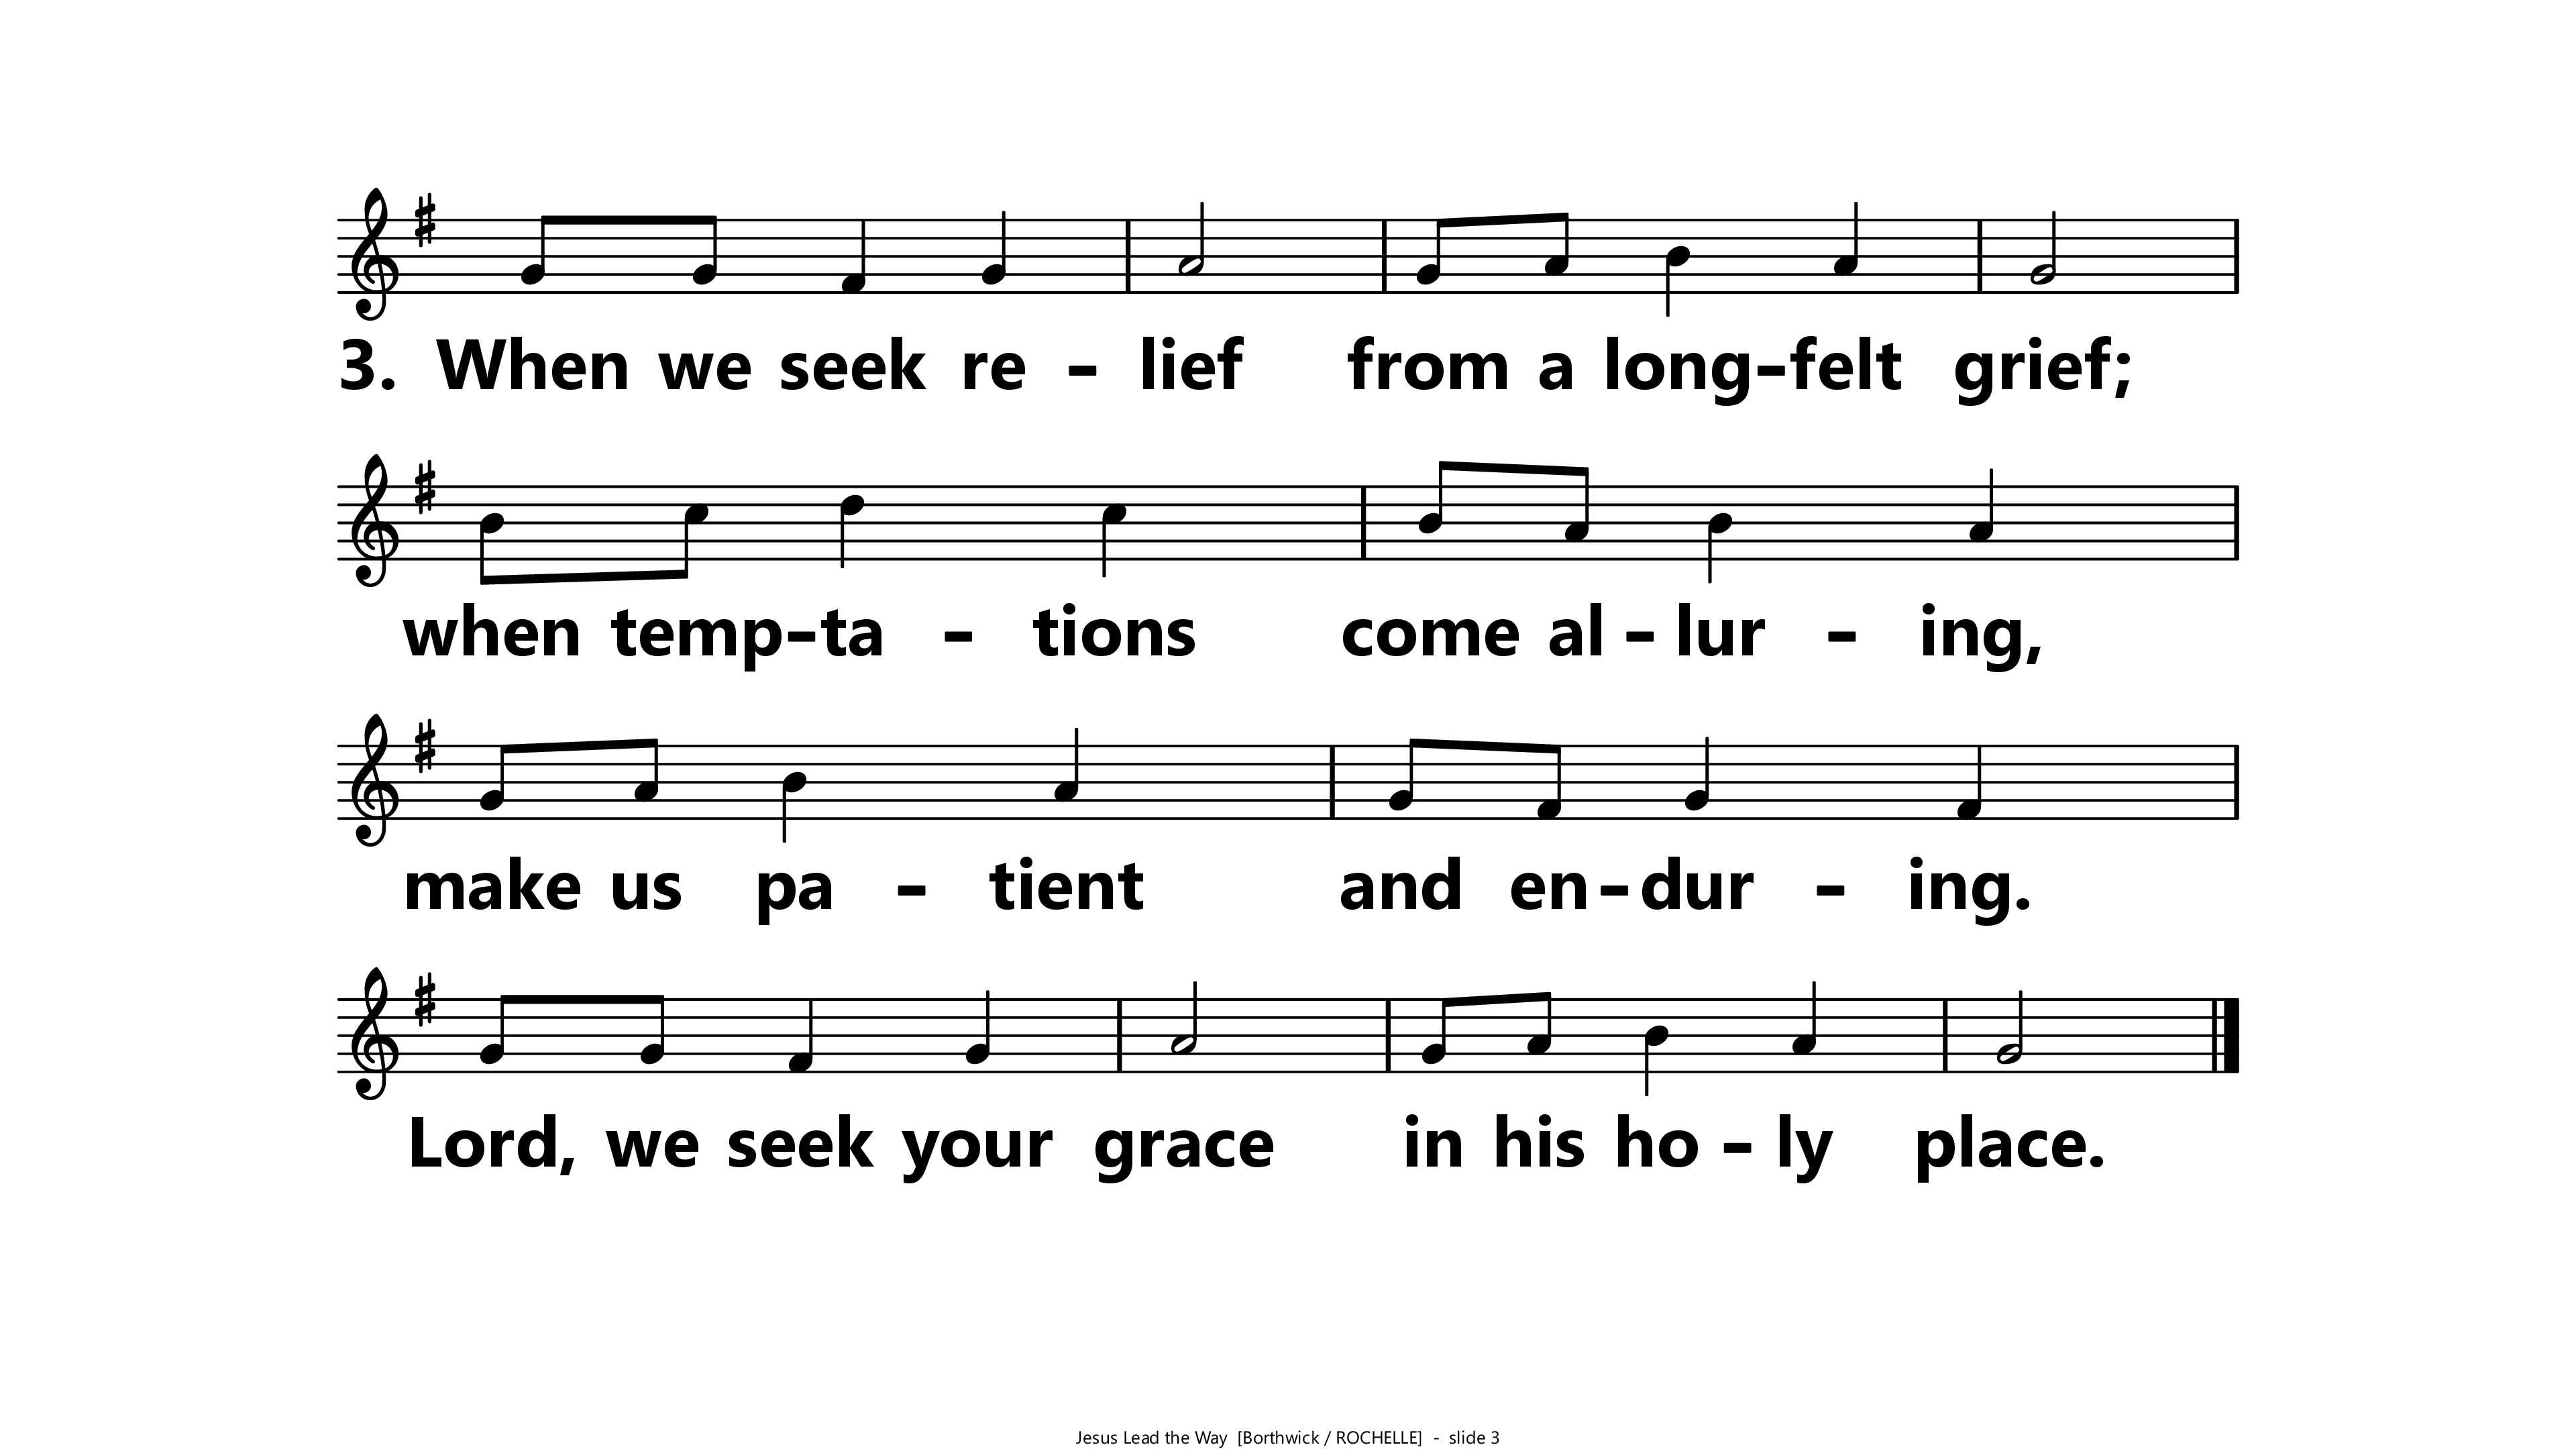 3. When we seek re - lief from a long-felt grief;
when temp-ta - tions come al - lur - ing,
make us pa - tient and en - dur - ing.
Lord, we seek your grace in his ho - ly place.
Jesus Lead the Way [Borthwick / ROCHELLE] - slide 3